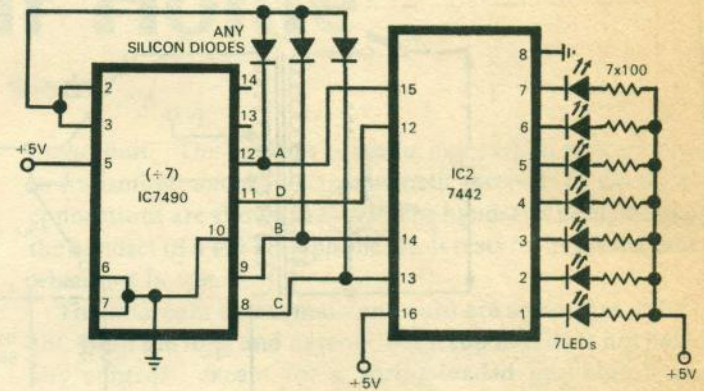 ANY
SILICON DIODES
2
3
+5V
5
6
7
(÷7)
IC7490
14
13
12
11
10
9
8
A
D
B
C
15
12
14
13
16
+5V
IC2
7442
8
7
6
5
4
3
2
1
7x100
7LEDs
+5V